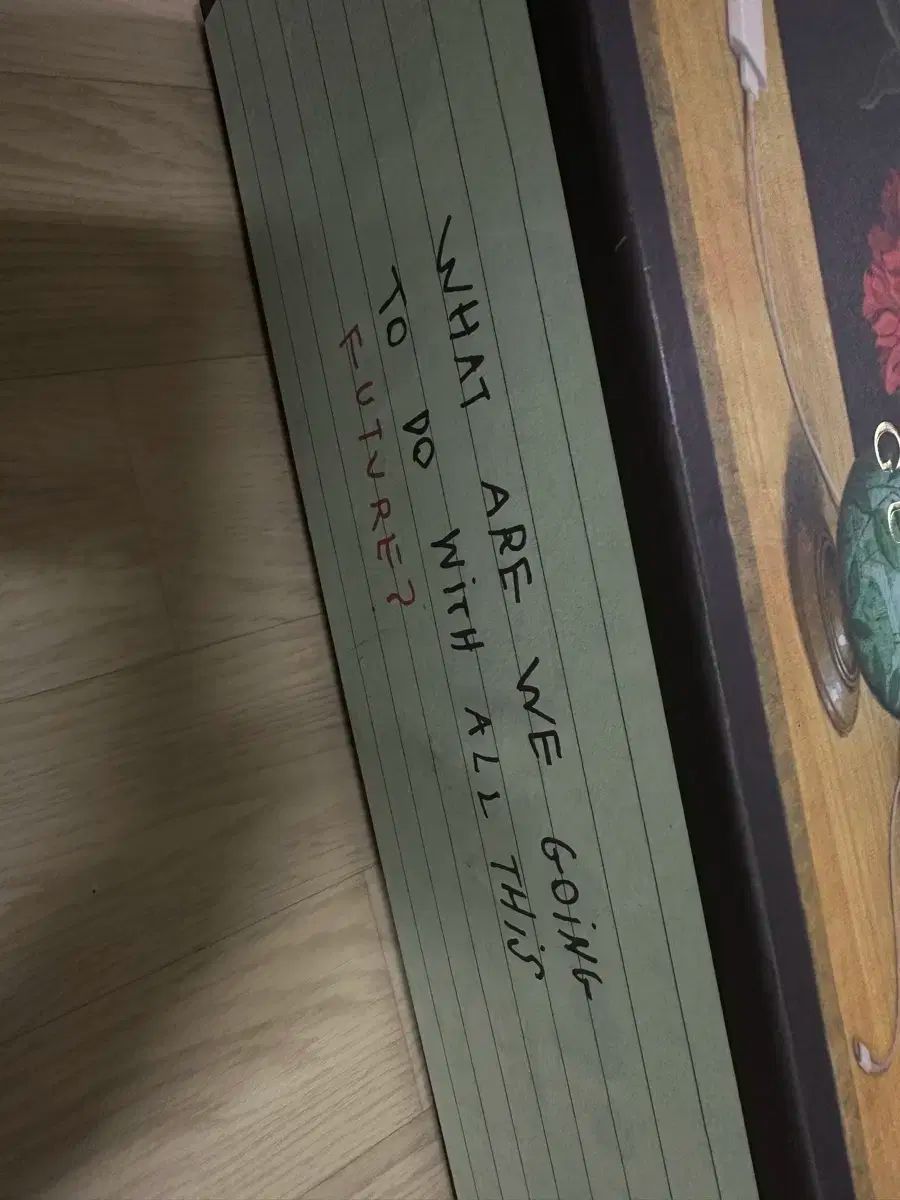 WHAT ARE WE GOING
TO DO WITH ALL THIS
FUTURE?